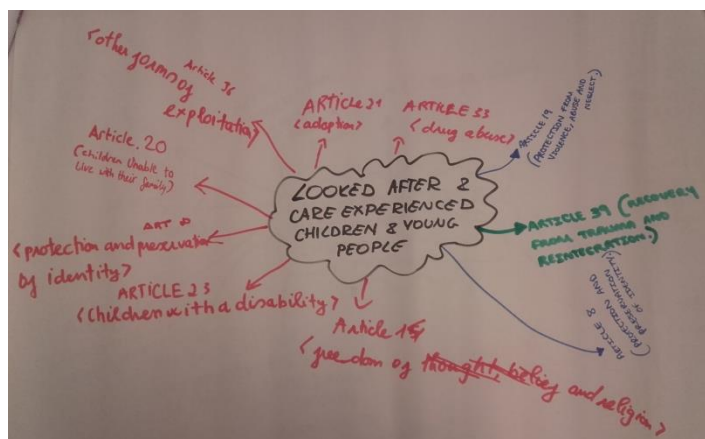 <other forms of
Article 36
exploitation>
ARTICLE 21
<adoption>
ARTICLE 33
<drug abuse>
ARTICLE 19
(PROTECTION FROM
VIOLENCE, ABUSE AND
NEGLECT.)
Article. 20
(children Unable to
Live with their family)
LOOKED AFTER &
CARE EXPERIENCED
CHILDREN & YOUNG
PEOPLE
ART 8
<protection and preservation
of identity>
ARTICLE 39 (RECOVERY
FROM TRAUMA AND
REINTEGRATION.)
ARTICLE 23
<Children with a disability>
ARTICLE 8
(PROTECTION AND
PRESERVATION
OF IDENTITY.)
Article
<freedom of thought, belief and religion>